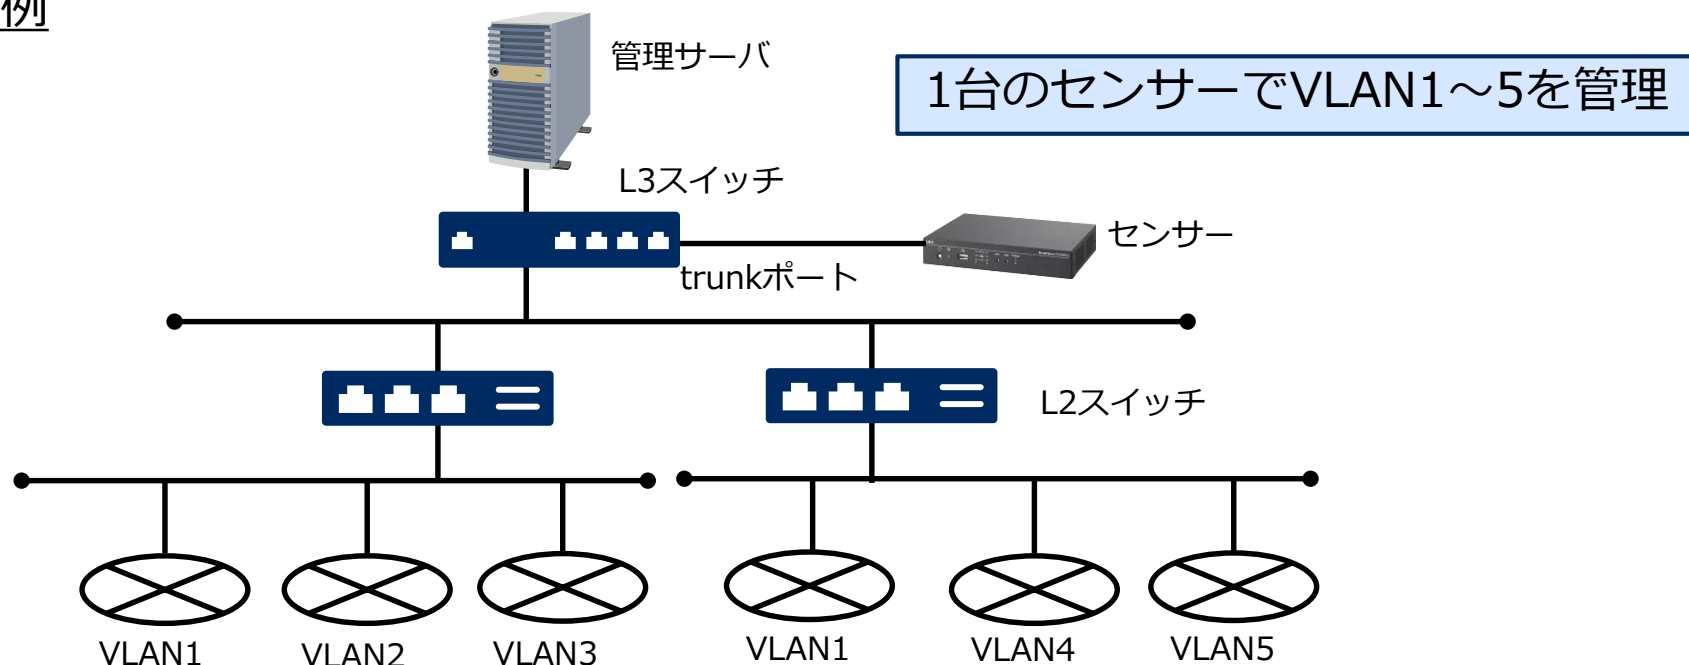 例
管理サーバ
1台のセンサーでVLAN1～5を管理
L3スイッチ
センサー
trunkポート
L2スイッチ
VLAN1
VLAN2
VLAN3
VLAN1
VLAN4
VLAN5